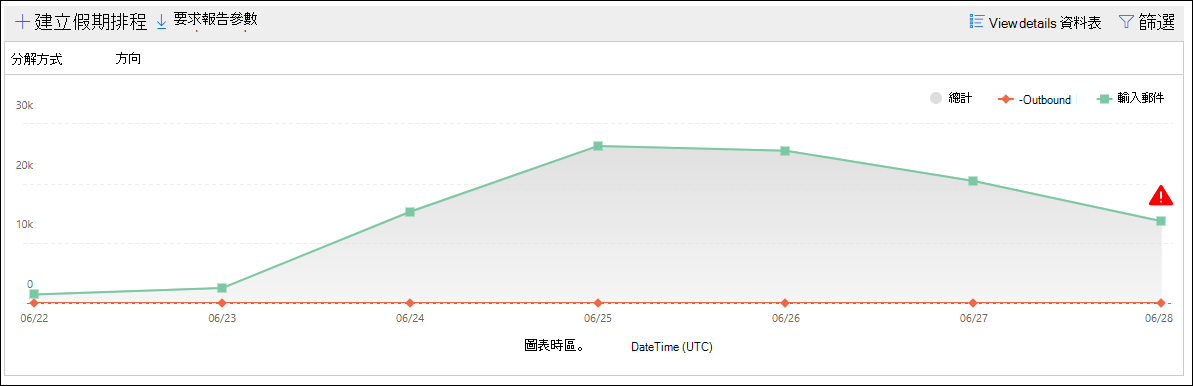 建立假期排程 要求報告參數 View details 資料表 篩選
分解方式 方向
總計 -Outbound 輸入郵件
30k
20k
10k
0
06/22 06/23 06/24 06/25 06/26 06/27 06/28
圖表時區。 DateTime (UTC)